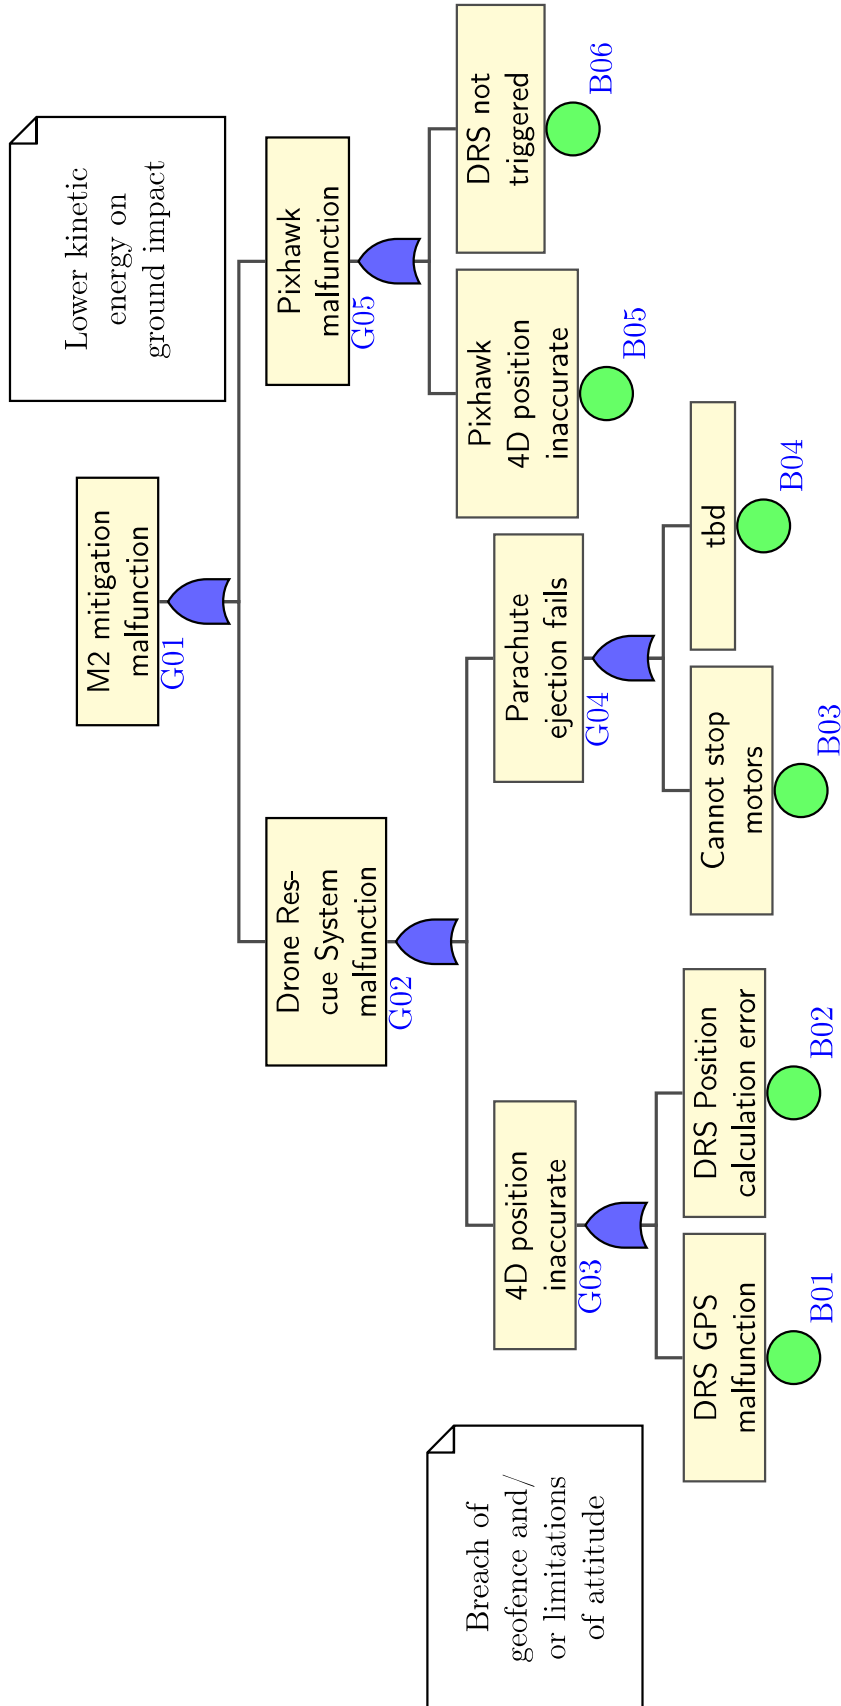 Lower kinetic
energy on
ground impact
M2 mitigation
malfunction
G01
Drone Res-
cue System
malfunction
G02
Pixhawk
malfunction
G05
Breach of
geofence and/
or limitations
of attitude
4D position
inaccurate
G03
Parachute
ejection fails
G04
Pixhawk
4D position
inaccurate
B05
DRS not
triggered
B06
DRS GPS
malfunction
B01
DRS Position
calculation error
B02
Cannot stop
motors
B03
tbd
B04